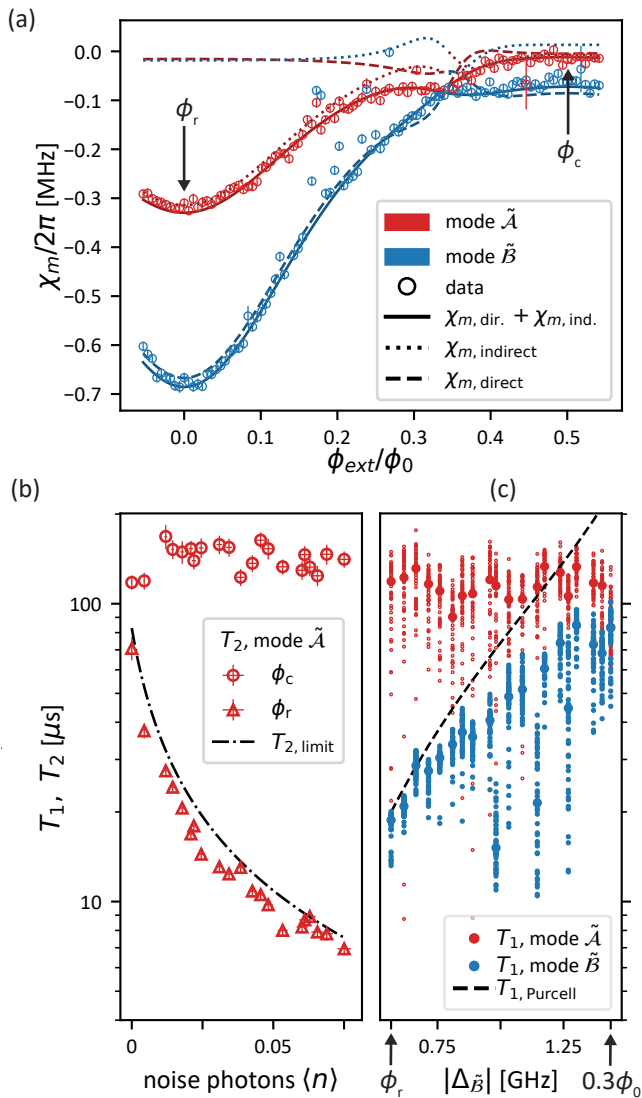 (a)
0.0
−0.1
−0.2
−0.3
−0.4
−0.5
−0.6
−0.7
χm/2π [MHz]
ϕr
ϕc
mode 𝒜̃
mode ℬ̃
data
χm, dir. + χm, ind.
χm, indirect
χm, direct
0.0 0.1 0.2 0.3 0.4 0.5
ϕext/ϕ0
(b)
(c)
100
10
T1, T2 [μs]
T2, mode 𝒜̃
ϕc
ϕr
T2, limit
T1, mode 𝒜̃
T1, mode ℬ̃
T1, Purcell
0 0.05
noise photons ⟨n⟩
0.75 1.25
ϕr |Δℬ̃| [GHz] 0.3ϕ0